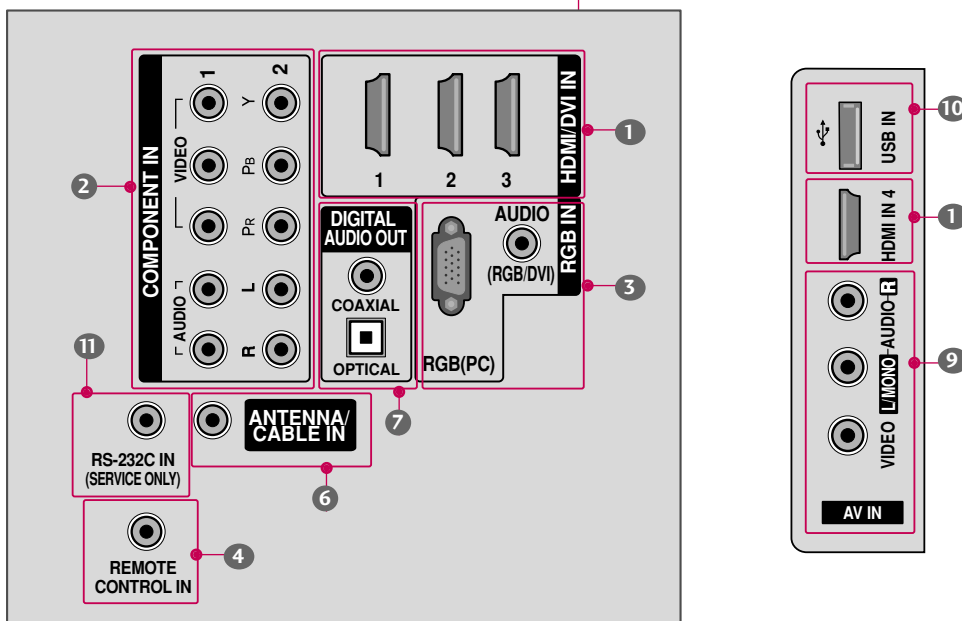 COMPONENT IN
VIDEO
AUDIO
1
2
Y
PB
PR
L
R
HDMI/DVI IN
1
2
3
1
2
DIGITAL
AUDIO OUT
COAXIAL
OPTICAL
7
RGB IN
AUDIO
(RGB/DVI)
RGB(PC)
3
11
RS-232C IN
(SERVICE ONLY)
ANTENNA/
CABLE IN
6
REMOTE
CONTROL IN
4
USB IN
10
HDMI IN 4
1
VIDEO L/MONO AUDIO R
9
AV IN